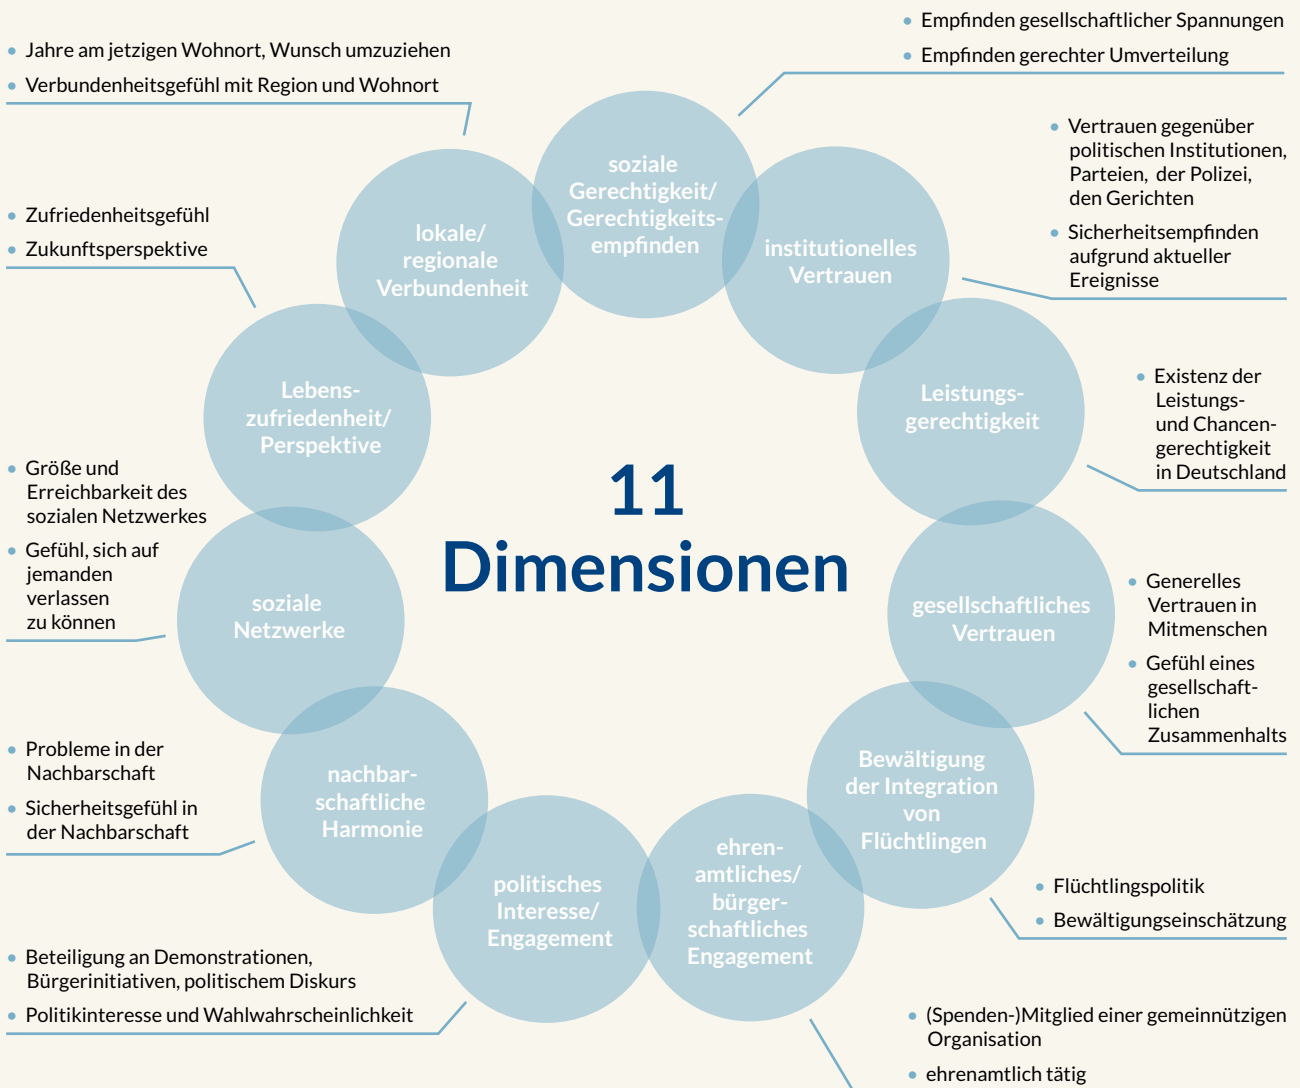 • Empfinden gesellschaftlicher Spannungen
• Empfinden gerechter Umverteilung
• Jahre am jetzigen Wohnort, Wunsch umzuziehen
• Verbundenheitsgefühl mit Region und Wohnort
• Vertrauen gegenüber
politischen Institutionen,
Parteien, der Polizei,
den Gerichten
• Sicherheitsempfinden
aufgrund aktueller
Ereignisse
soziale
Gerechtigkeit/
Gerechtigkeits-
empfinden
institutionelles
Vertrauen
lokale/
regionale
Verbundenheit
• Zufriedenheitsgefühl
• Zukunftsperspektive
Lebens-
zufriedenheit/
Perspektive
Leistungs-
gerechtigkeit
• Existenz der
Leistungs-
und Chancen-
gerechtigkeit
in Deutschland
11
Dimensionen
• Größe und
Erreichbarkeit des
sozialen Netzwerkes
• Gefühl, sich auf
jemanden
verlassen
zu können
soziale
Netzwerke
gesellschaftliches
Vertrauen
• Generelles
Vertrauen in
Mitmenschen
• Gefühl eines
gesellschaft-
lichen
Zusammenhalts
• Probleme in der
Nachbarschaft
• Sicherheitsgefühl in
der Nachbarschaft
nachbar-
schaftliche
Harmonie
Bewältigung
der Integration
von
Flüchtlingen
politisches
Interesse/
Engagement
ehren-
amtliches/
bürger-
schaftliches
Engagement
• Flüchtlingspolitik
• Bewältigungseinschätzung
• Beteiligung an Demonstrationen,
Bürgerinitiativen, politischem Diskurs
• Politikinteresse und Wahlwahrscheinlichkeit
• (Spenden-)Mitglied einer gemeinnützigen
Organisation
• ehrenamtlich tätig